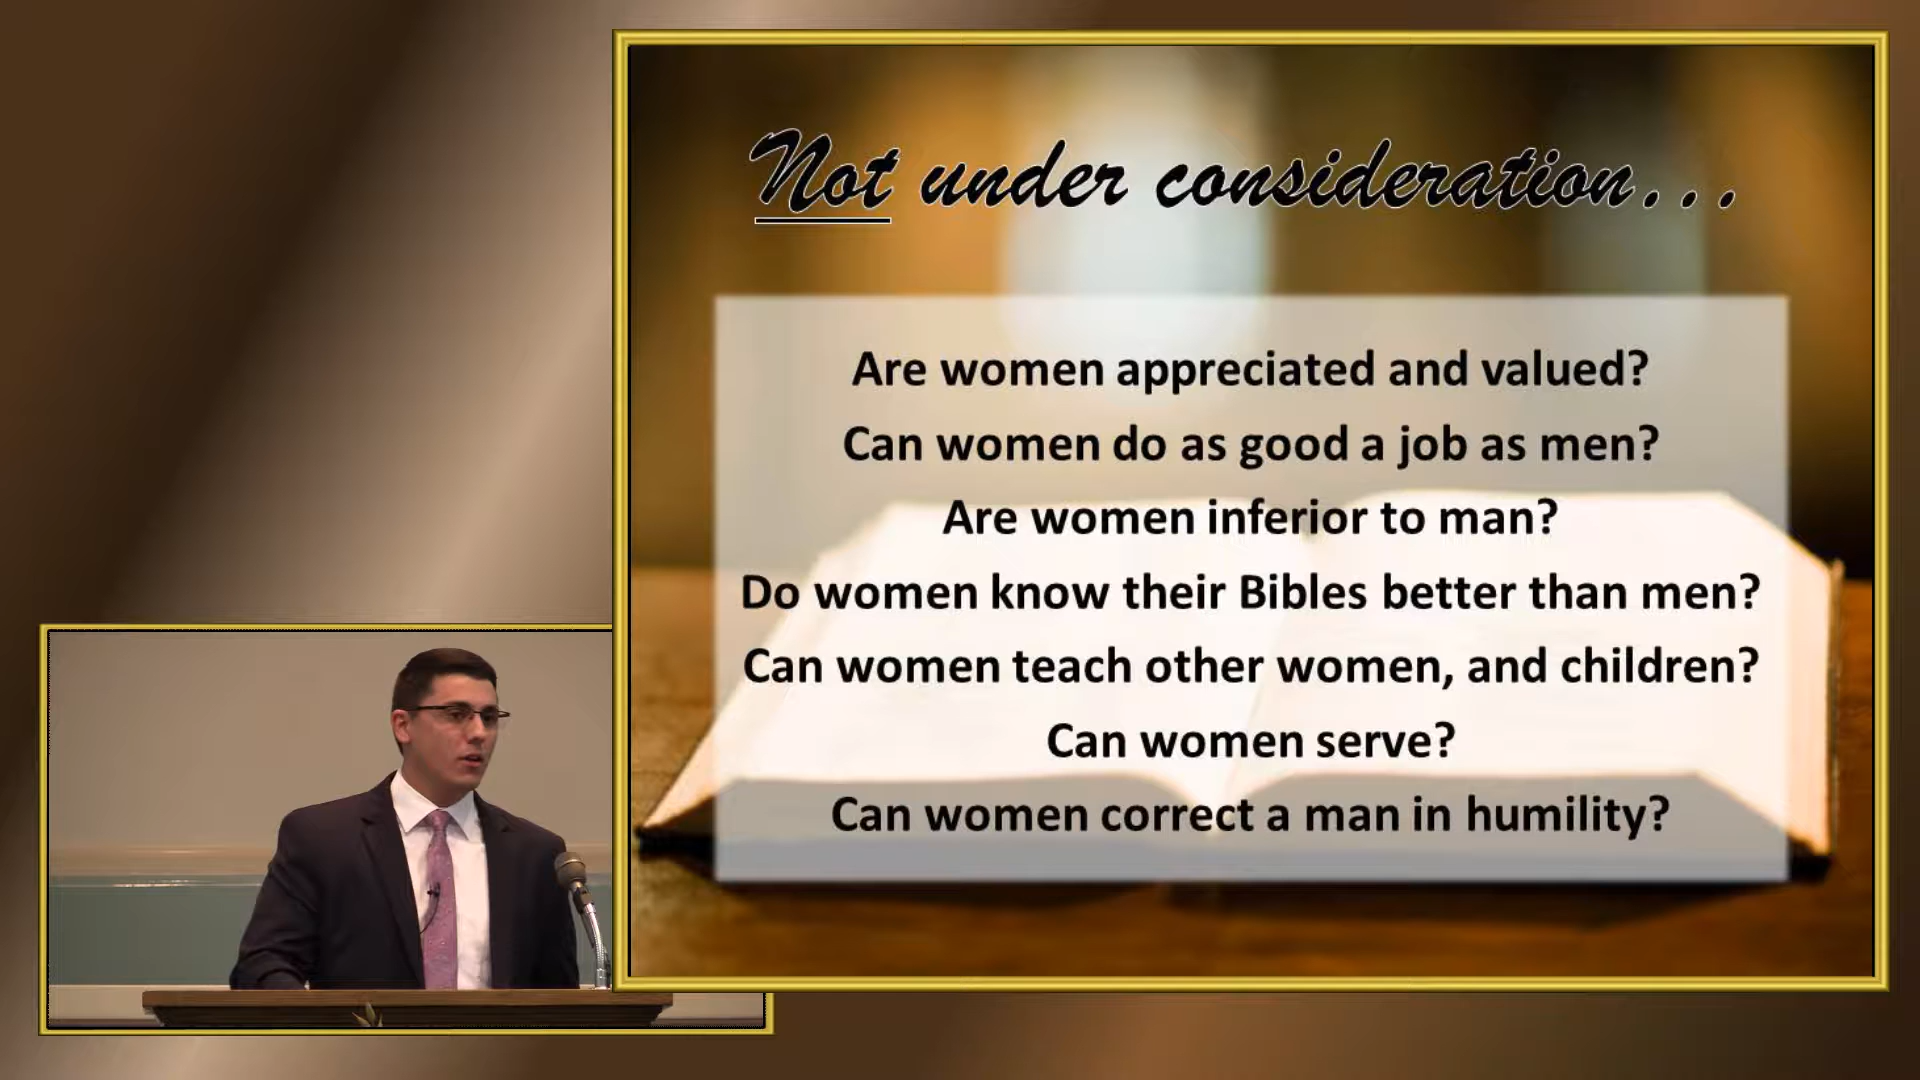 Not under consideration...
Are women appreciated and valued?
Can women do as good a job as men?
Are women inferior to man?
Do women know their Bibles better than men?
Can women teach other women, and children?
Can women serve?
Can women correct a man in humility?